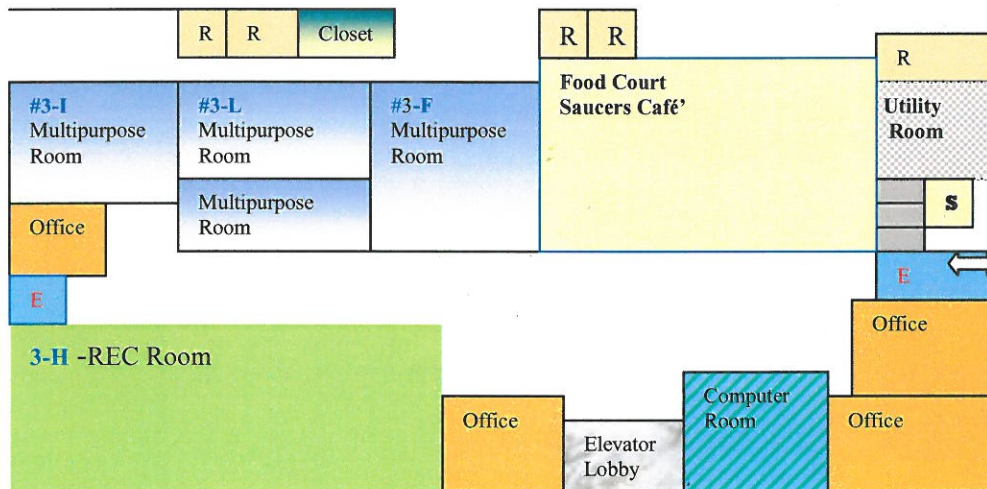 R R Closet
R R
R
Food Court
Saucers Café'
#3-I
Multipurpose
Room
#3-L
Multipurpose
Room
#3-F
Multipurpose
Room
Utility
Room
Multipurpose
Room
S
Office
E
E
Office
3-H -REC Room
Office
Elevator
Lobby
Computer
Room
Office